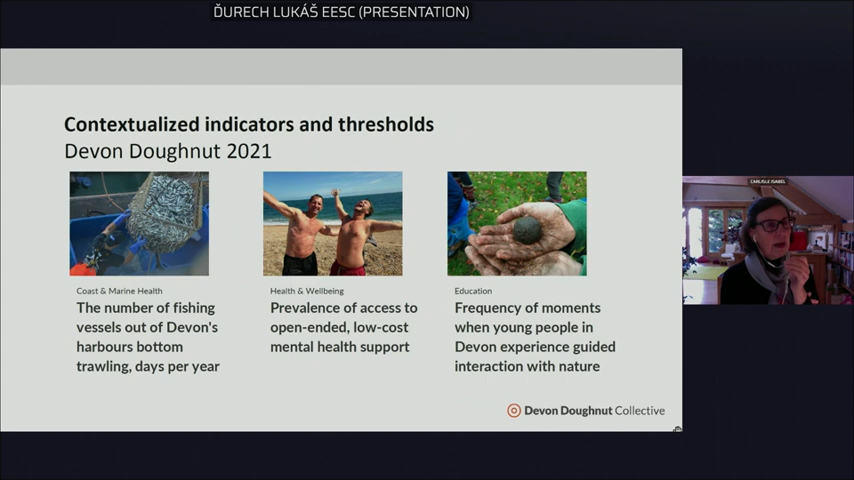 ĎURECH LUKÁŠ EESC (PRESENTATION)
Contextualized indicators and thresholds
Devon Doughnut 2021
CARLISLE ISABEL
Coast & Marine Health
The number of fishing
vessels out of Devon's
harbours bottom
trawling, days per year
Health & Wellbeing
Prevalence of access to
open-ended, low-cost
mental health support
Education
Frequency of moments
when young people in
Devon experience guided
interaction with nature
Devon Doughnut Collective